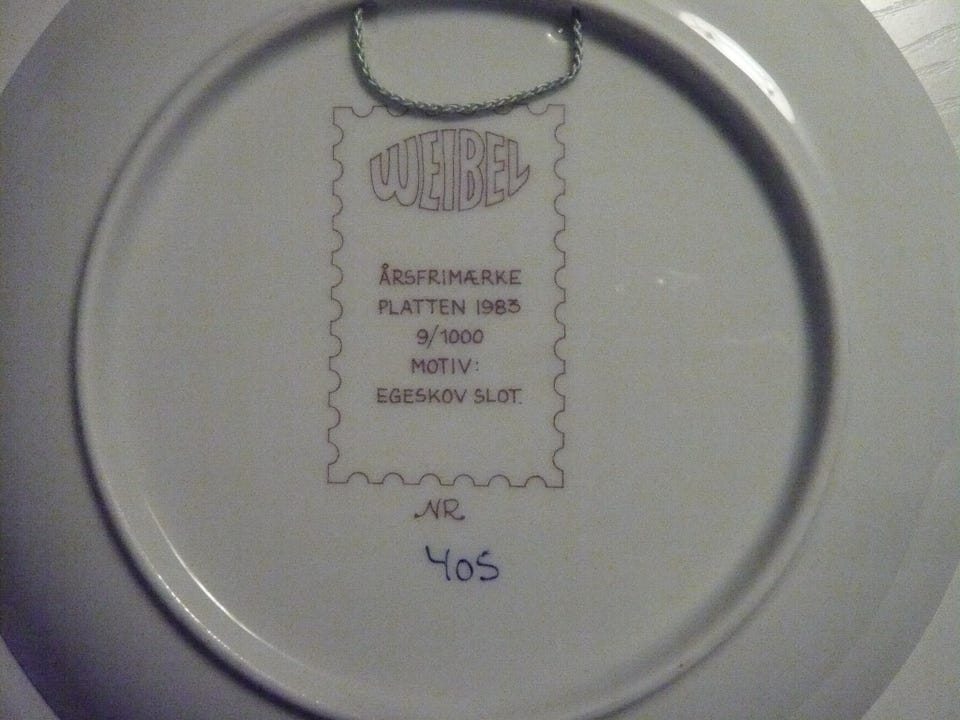 WEIBEL
ÅRSFRIMÆRKE
PLATTEN 1983
9/1000
MOTIV:
EGESKOV SLOT.
NR
405